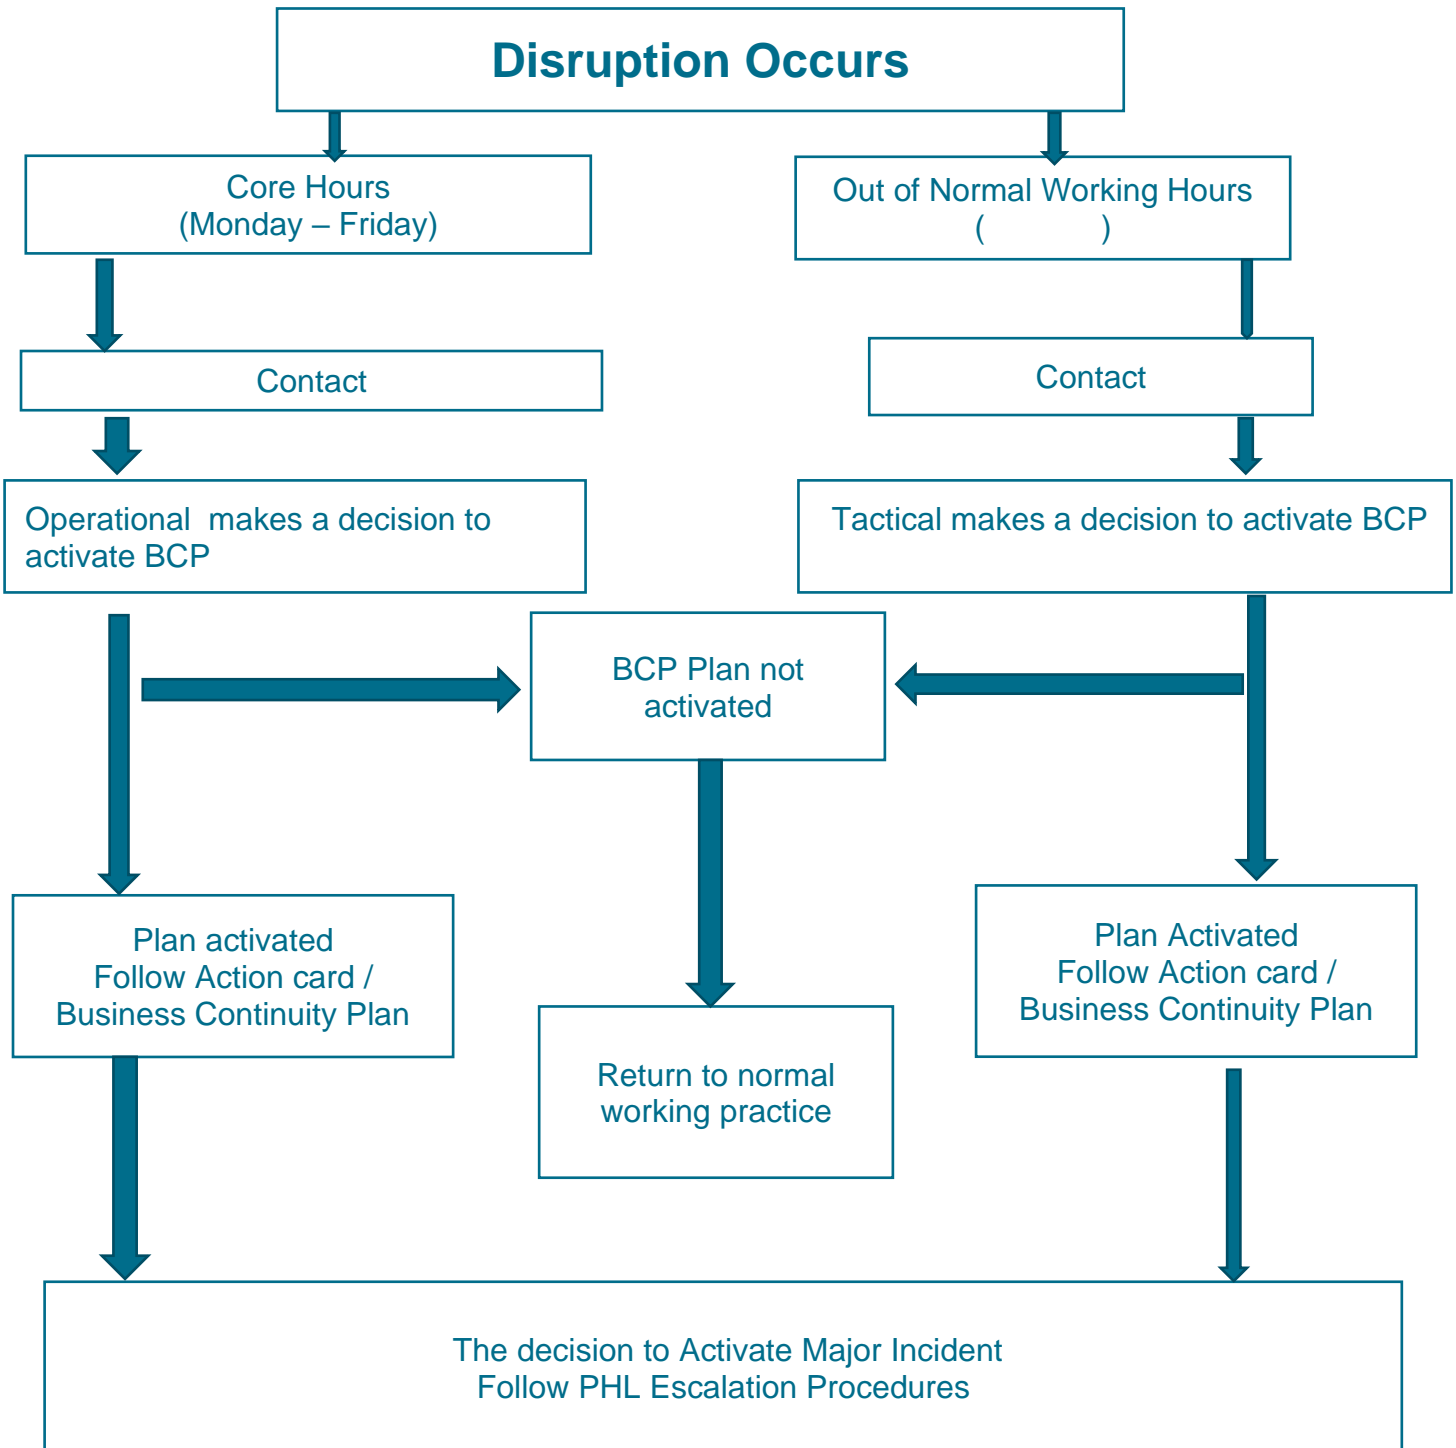 Disruption Occurs
Core Hours
(Monday – Friday)
Out of Normal Working Hours
(             )
Contact
Contact
Operational  makes a decision to
activate BCP
Tactical makes a decision to activate BCP
BCP Plan not
activated
Plan activated
Follow Action card /
Business Continuity Plan
Plan Activated
Follow Action card /
Business Continuity Plan
Return to normal
working practice
The decision to Activate Major Incident
Follow PHL Escalation Procedures